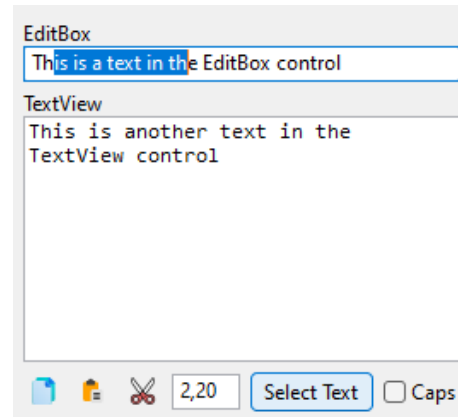 EditBox
This is a text in the EditBox control
TextView
This is another text in the
TextView control
2,20 Select Text Caps